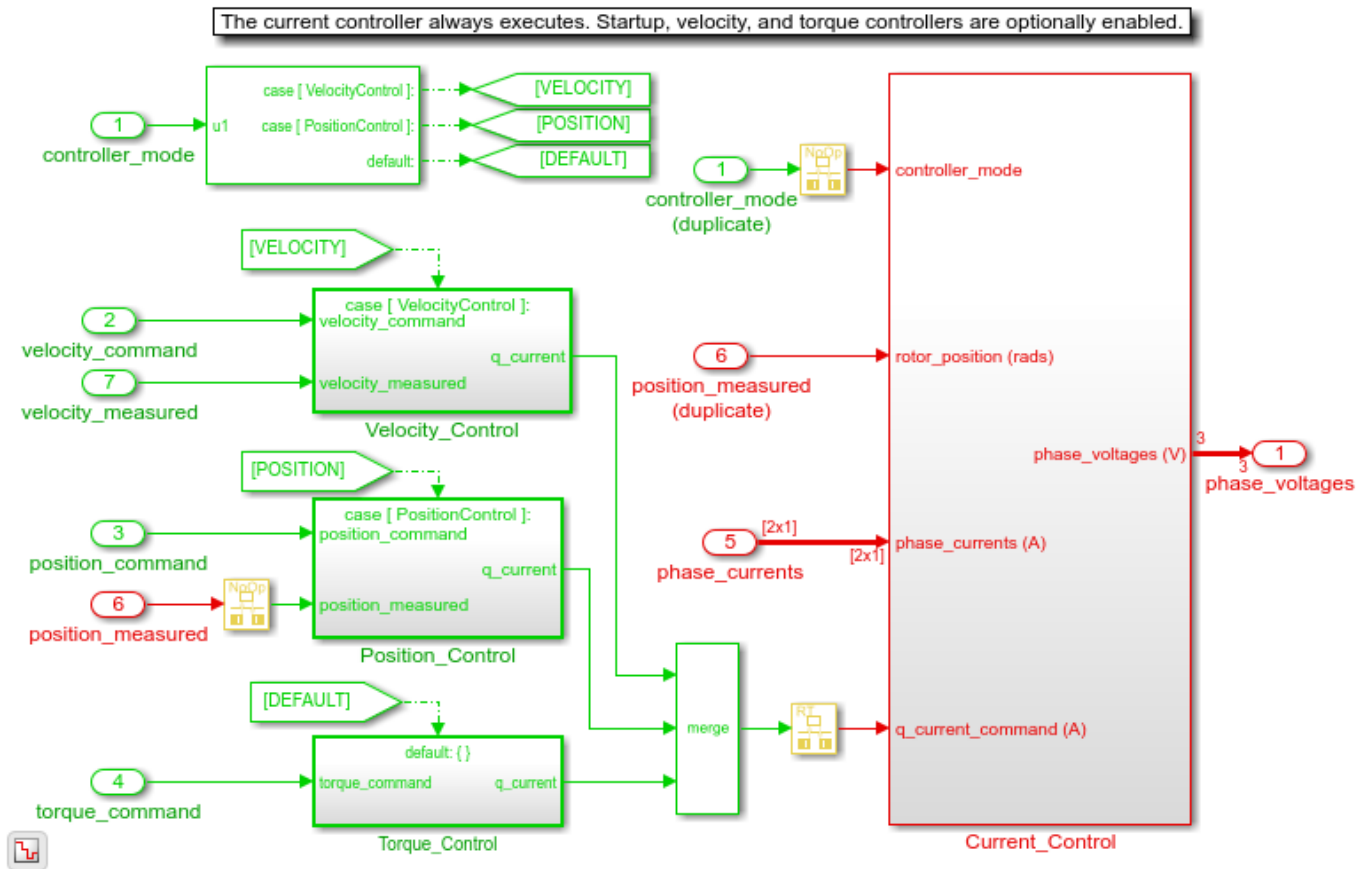 The current controller always executes. Startup, velocity, and torque controllers are optionally enabled.
1
controller_mode
u1
case [ VelocityControl ]:
case [ PositionControl ]:
default:
[VELOCITY]
[POSITION]
[DEFAULT]
1
controller_mode
(duplicate)
NoDp
controller_mode
[VELOCITY]
2
velocity_command
7
velocity_measured
case [ VelocityControl ]:
velocity_command
q_current
velocity_measured
Velocity_Control
6
position_measured
(duplicate)
rotor_position (rads)
phase_voltages (V)
3
3
1
phase_voltages
[POSITION]
3
position_command
6
position_measured
NoDp
case [ PositionControl ]:
position_command
q_current
position_measured
Position_Control
5
phase_currents
[2x1]
[2x1]
phase_currents (A)
[DEFAULT]
4
torque_command
default: { }
torque_command
q_current
Torque_Control
merge
RT
q_current_command (A)
Current_Control